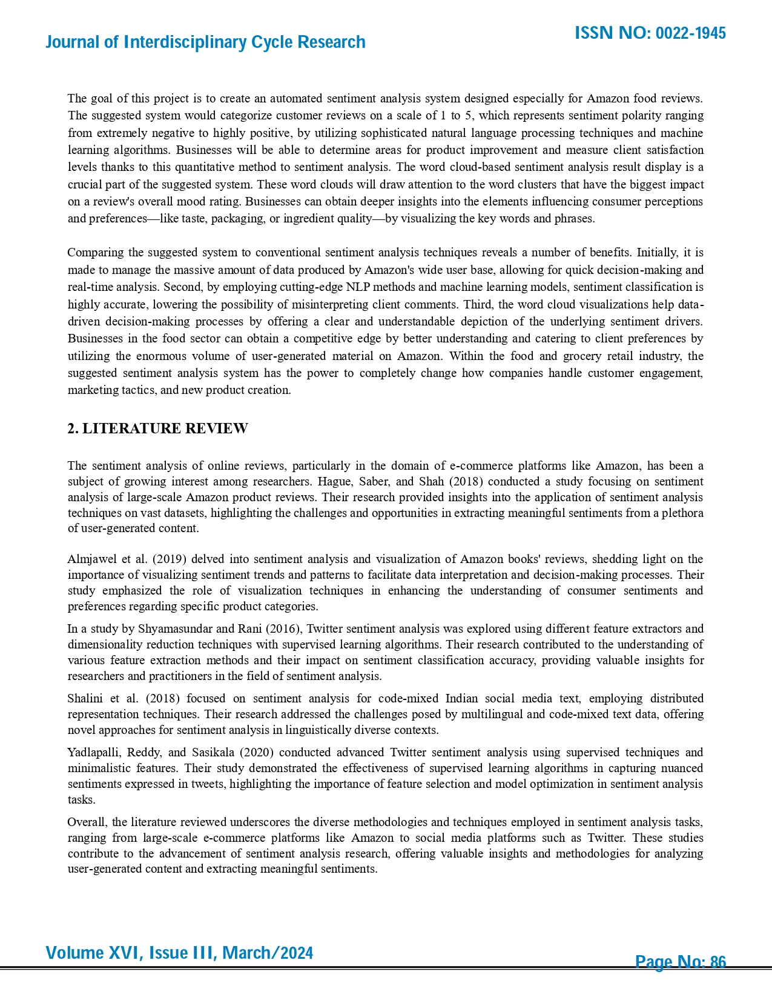 Journal of Interdisciplinary Cycle Research
ISSN NO: 0022-1945
The goal of this project is to create an automated sentiment analysis system designed especially for Amazon food reviews.
The suggested system would categorize customer reviews on a scale of 1 to 5, which represents sentiment polarity ranging
from extremely negative to highly positive, by utilizing sophisticated natural language processing techniques and machine
learning algorithms. Businesses will be able to determine areas for product improvement and measure client satisfaction
levels thanks to this quantitative method to sentiment analysis. The word cloud-based sentiment analysis result display is a
crucial part of the suggested system. These word clouds will draw attention to the word clusters that have the biggest impact
on a review's overall mood rating. Businesses can obtain deeper insights into the elements influencing consumer perceptions
and preferences—like taste, packaging, or ingredient quality—by visualizing the key words and phrases.
Comparing the suggested system to conventional sentiment analysis techniques reveals a number of benefits. Initially, it is
made to manage the massive amount of data produced by Amazon's wide user base, allowing for quick decision-making and
real-time analysis. Second, by employing cutting-edge NLP methods and machine learning models, sentiment classification is
highly accurate, lowering the possibility of misinterpreting client comments. Third, the word cloud visualizations help data-
driven decision-making processes by offering a clear and understandable depiction of the underlying sentiment drivers.
Businesses in the food sector can obtain a competitive edge by better understanding and catering to client preferences by
utilizing the enormous volume of user-generated material on Amazon. Within the food and grocery retail industry, the
suggested sentiment analysis system has the power to completely change how companies handle customer engagement,
marketing tactics, and new product creation.
2. LITERATURE REVIEW
The sentiment analysis of online reviews, particularly in the domain of e-commerce platforms like Amazon, has been a
subject of growing interest among researchers. Hague, Saber, and Shah (2018) conducted a study focusing on sentiment
analysis of large-scale Amazon product reviews. Their research provided insights into the application of sentiment analysis
techniques on vast datasets, highlighting the challenges and opportunities in extracting meaningful sentiments from a plethora
of user-generated content.
Almjawel et al. (2019) delved into sentiment analysis and visualization of Amazon books' reviews, shedding light on the
importance of visualizing sentiment trends and patterns to facilitate data interpretation and decision-making processes. Their
study emphasized the role of visualization techniques in enhancing the understanding of consumer sentiments and
preferences regarding specific product categories.
In a study by Shyamasundar and Rani (2016), Twitter sentiment analysis was explored using different feature extractors and
dimensionality reduction techniques with supervised learning algorithms. Their research contributed to the understanding of
various feature extraction methods and their impact on sentiment classification accuracy, providing valuable insights for
researchers and practitioners in the field of sentiment analysis.
Shalini et al. (2018) focused on sentiment analysis for code-mixed Indian social media text, employing distributed
representation techniques. Their research addressed the challenges posed by multilingual and code-mixed text data, offering
novel approaches for sentiment analysis in linguistically diverse contexts.
Yadlapalli, Reddy, and Sasikala (2020) conducted advanced Twitter sentiment analysis using supervised techniques and
minimalistic features. Their study demonstrated the effectiveness of supervised learning algorithms in capturing nuanced
sentiments expressed in tweets, highlighting the importance of feature selection and model optimization in sentiment analysis
tasks.
Overall, the literature reviewed underscores the diverse methodologies and techniques employed in sentiment analysis tasks,
ranging from large-scale e-commerce platforms like Amazon to social media platforms such as Twitter. These studies
contribute to the advancement of sentiment analysis research, offering valuable insights and methodologies for analyzing
user-generated content and extracting meaningful sentiments.
Volume XVI, Issue III, March/2024
Page No: 86